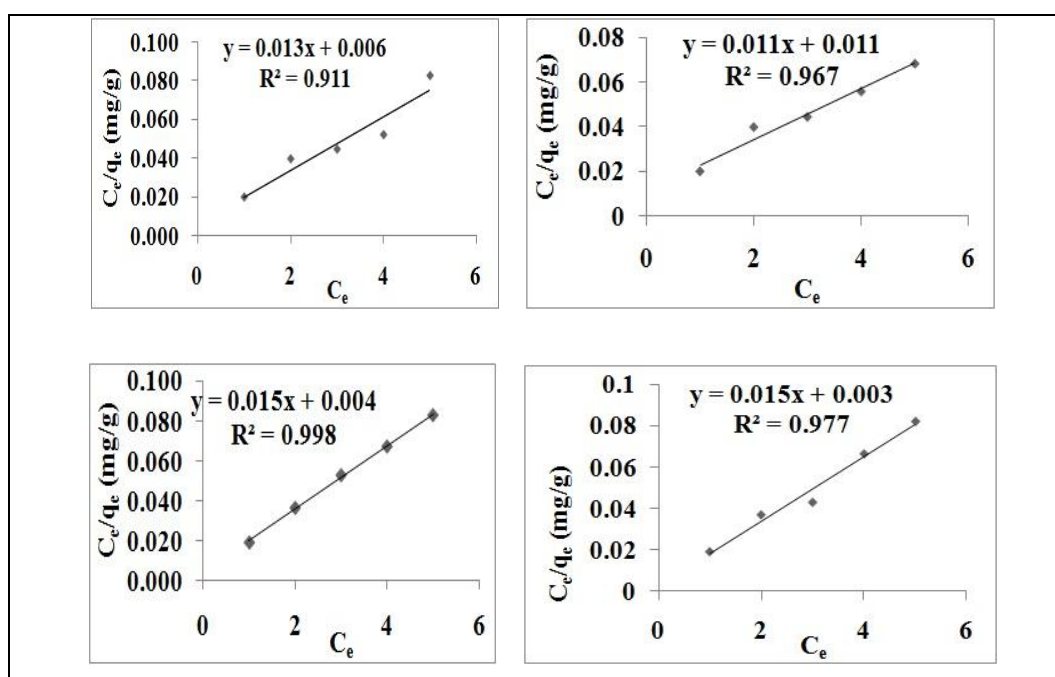 0.100
0.080
0.060
0.040
0.020
0.000
y = 0.013x + 0.006
R² = 0.911
Cₑ/qₑ (mg/g)
0 2 4 6
Cₑ
0.08
0.06
0.04
0.02
0
y = 0.011x + 0.011
R² = 0.967
Cₑ/qₑ (mg/g)
0 2 4 6
Cₑ
0.100
0.080
0.060
0.040
0.020
0.000
y = 0.015x + 0.004
R² = 0.998
Cₑ/qₑ (mg/g)
0 2 4 6
Cₑ
0.1
0.08
0.06
0.04
0.02
0
y = 0.015x + 0.003
R² = 0.977
Cₑ/qₑ (mg/g)
0 2 4 6
Cₑ